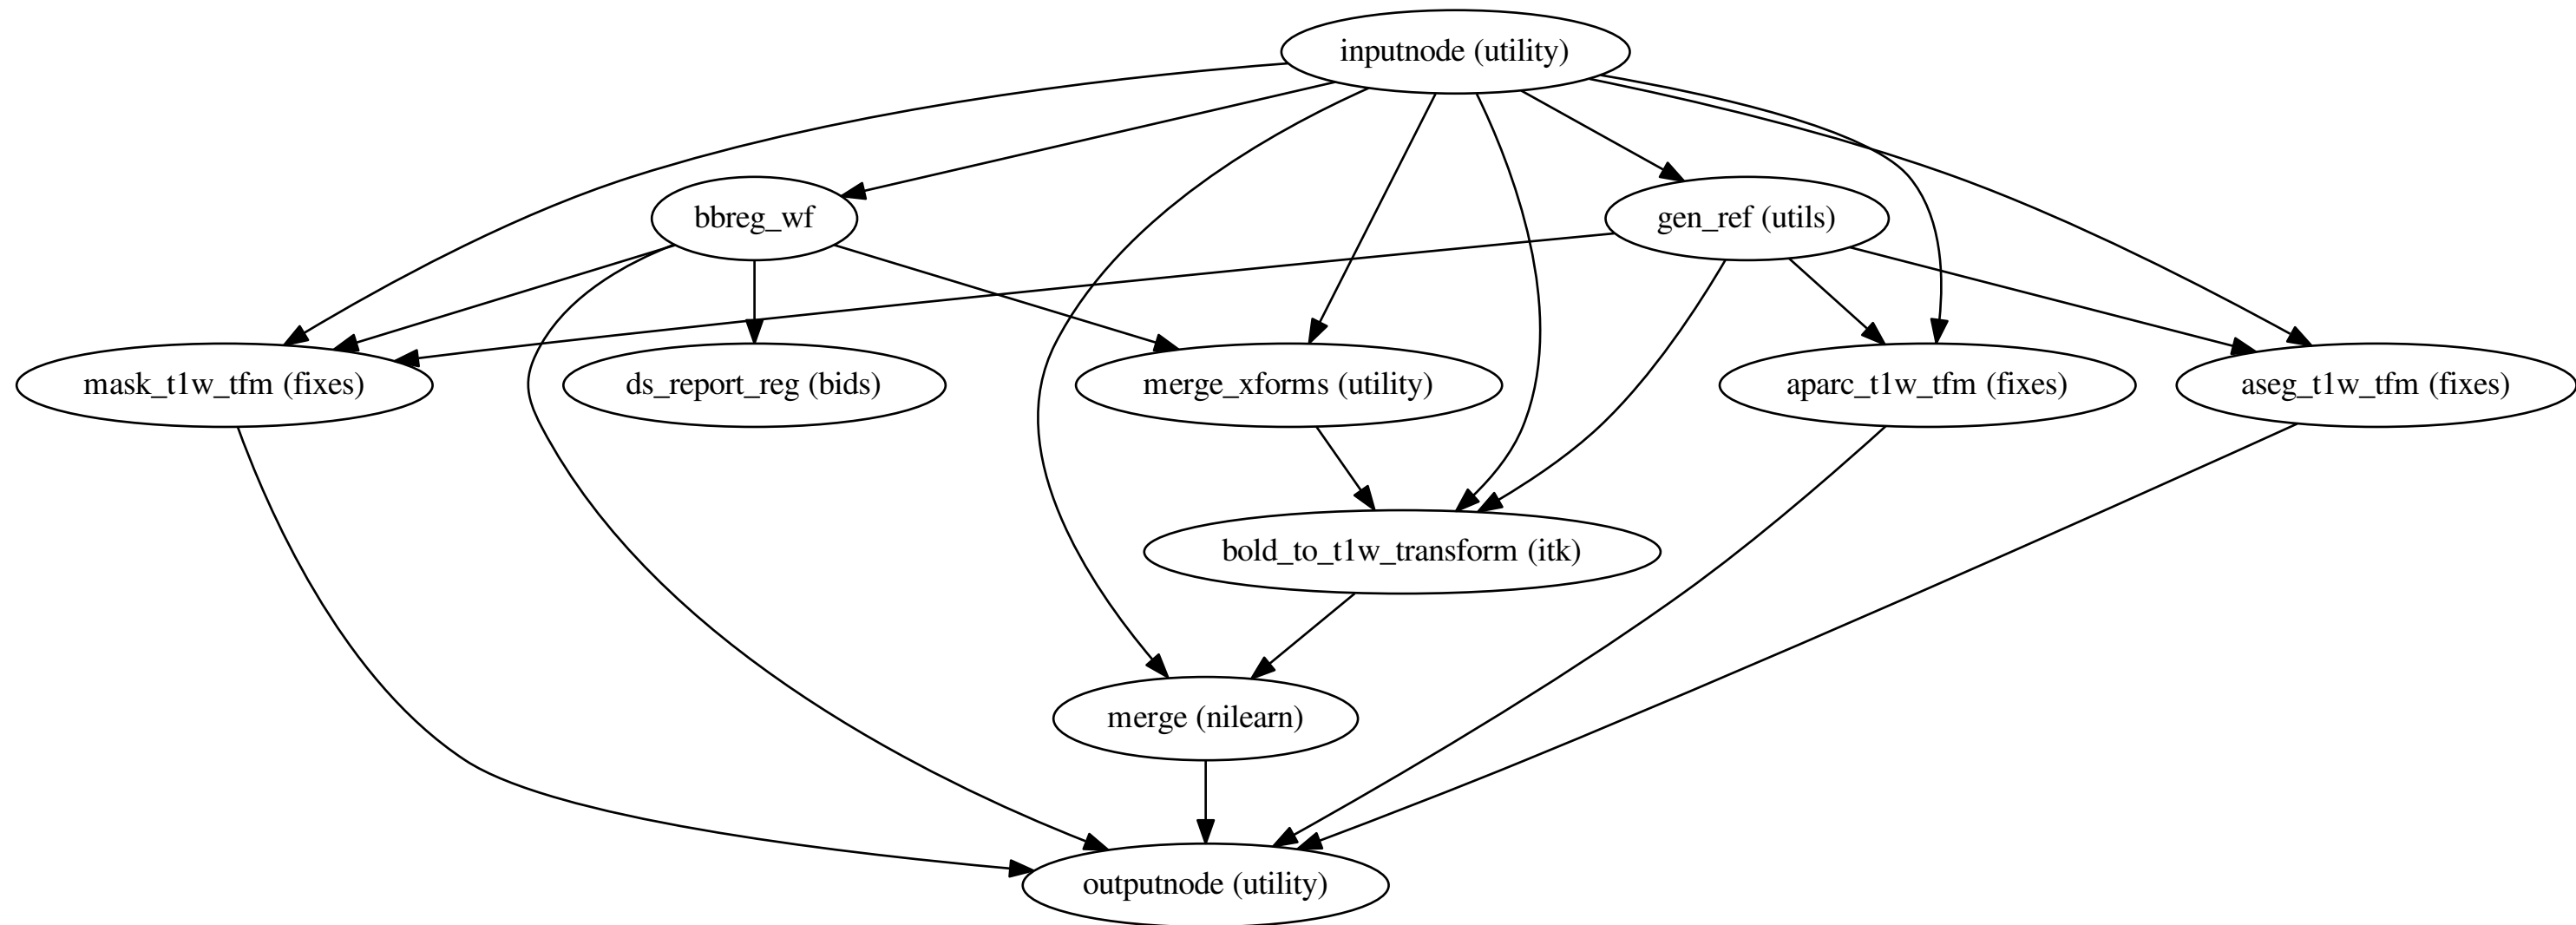 inputnode (utility)
bbreg_wf
gen_ref (utils)
mask_t1w_tfm (fixes)
ds_report_reg (bids)
merge_xforms (utility)
aparc_t1w_tfm (fixes)
aseg_t1w_tfm (fixes)
bold_to_t1w_transform (itk)
merge (nilearn)
outputnode (utility)